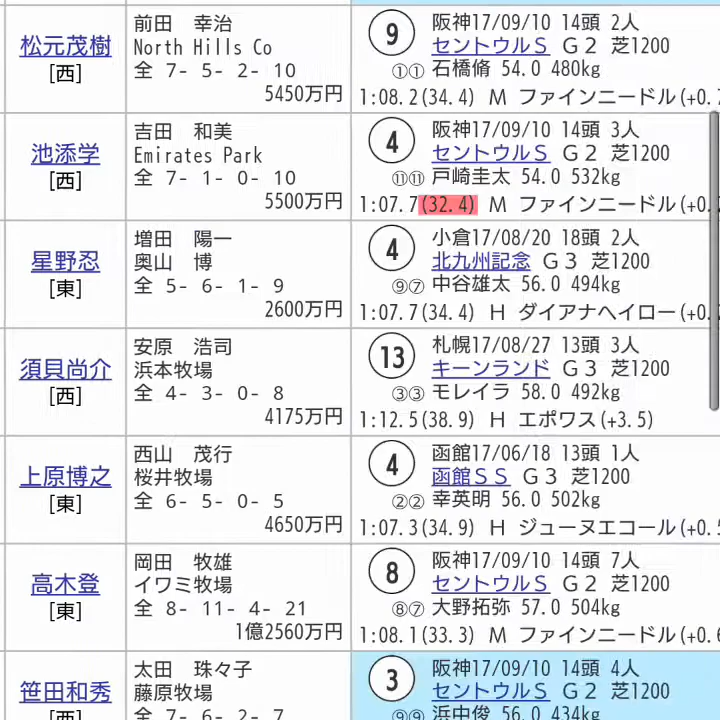 松元茂樹
[西]
前田　幸治
North Hills Co
全 7- 5- 2- 10
5450万円
9
阪神17/09/10 14頭 2人
セントウルＳ Ｇ２ 芝1200
①① 石橋脩 54.0 480kg
1:08.2(34.4) Ｍ ファインニードル(+0.7
池添学
[西]
吉田　和美
Emirates Park
全 7- 1- 0- 10
5500万円
4
阪神17/09/10 14頭 3人
セントウルＳ Ｇ２ 芝1200
⑪⑪ 戸崎圭太 54.0 532kg
1:07.7(32.4) Ｍ ファインニードル(+0.
星野忍
[東]
増田　陽一
奥山　博
全 5- 6- 1- 9
2600万円
4
小倉17/08/20 18頭 2人
北九州記念 Ｇ３ 芝1200
⑨⑦ 中谷雄太 56.0 494kg
1:07.7(34.4) Ｈ ダイアナヘイロー(+0.
須貝尚介
[西]
安原　浩司
浜本牧場
全 4- 3- 0- 8
4175万円
13
札幌17/08/27 13頭 3人
キーンランド Ｇ３ 芝1200
③③ モレイラ 58.0 492kg
1:12.5(38.9) Ｈ エポワス(+3.5)
上原博之
[東]
西山　茂行
桜井牧場
全 6- 5- 0- 5
4650万円
4
函館17/06/18 13頭 1人
函館ＳＳ Ｇ３ 芝1200
②② 幸英明 56.0 502kg
1:07.3(34.9) Ｈ ジューヌエコール(+0.
高木登
[東]
岡田　牧雄
イワミ牧場
全 8- 11- 4- 21
1億2560万円
8
阪神17/09/10 14頭 7人
セントウルＳ Ｇ２ 芝1200
⑧⑦ 大野拓弥 57.0 504kg
1:08.1(33.3) Ｍ ファインニードル(+0.6
笹田和秀
[西]
太田　珠々子
藤原牧場
全 7- 6- 2- 7
3
阪神17/09/10 14頭 4人
セントウルＳ Ｇ２ 芝1200
⑨⑨ 浜中俊 56.0 434kg